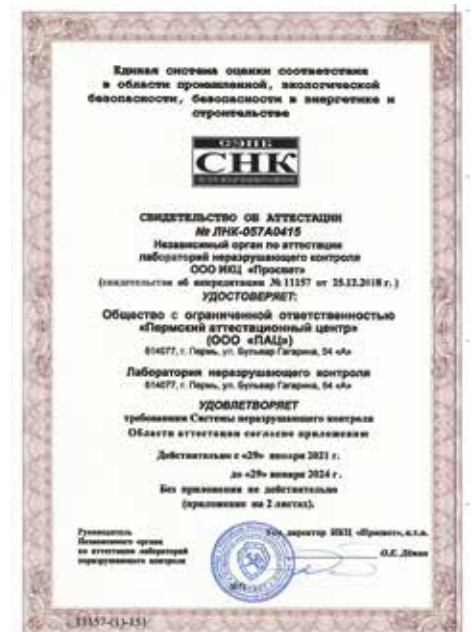 Единая система оценки соответствия
в области промышленной, экологической
безопасности, безопасности в энергетике и
строительстве
СНК
СВИДЕТЕЛЬСТВО ОБ АТТЕСТАЦИИ
№ ЛНК-057А0415
Независимый орган по аттестации
лабораторий неразрушающего контроля
ООО ИКЦ «Просвет»
(свидетельство об аккредитации № 11157 от 25.12.2018 г. )
УДОСТОВЕРЯЕТ:
Общество с ограниченной ответственностью
«Пермский аттестационный центр»
(ООО «ПАЦ»)
614077, г. Пермь, ул. Бульвар Гагарина, 54 «А»
Лаборатория неразрушающего контроля
614077, г. Пермь, ул. Бульвар Гагарина, 54 «А»
УДОВЛЕТВОРЯЕТ
требованиям Системы неразрушающего контроля
Области аттестации согласно приложению
Действительно с «29» января 2021 г.
до «29» января 2024 г.
Без приложения не действительно
(приложение на 2 листах).
Руководитель
Независимого органа
по аттестации лабораторий
неразрушающего контроля
директор ИКЦ «Просвет», к.т.н.
О.Е.
11157-(1)-151